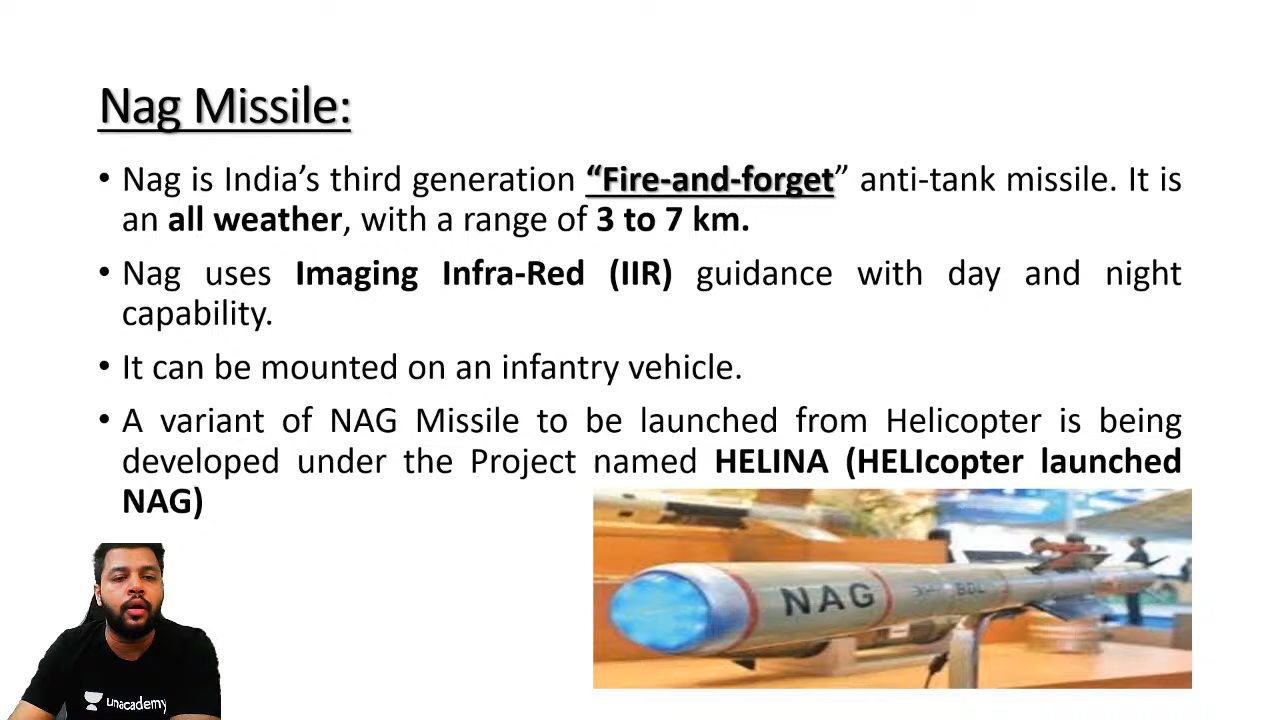 Nag Missile:
• Nag is India’s third generation “Fire-and-forget” anti-tank missile. It is
an all weather, with a range of 3 to 7 km.
• Nag uses Imaging Infra-Red (IIR) guidance with day and night
capability.
• It can be mounted on an infantry vehicle.
• A variant of NAG Missile to be launched from Helicopter is being
developed under the Project named HELINA (HELIcopter launched
NAG)
NAG
BDL
unacademy